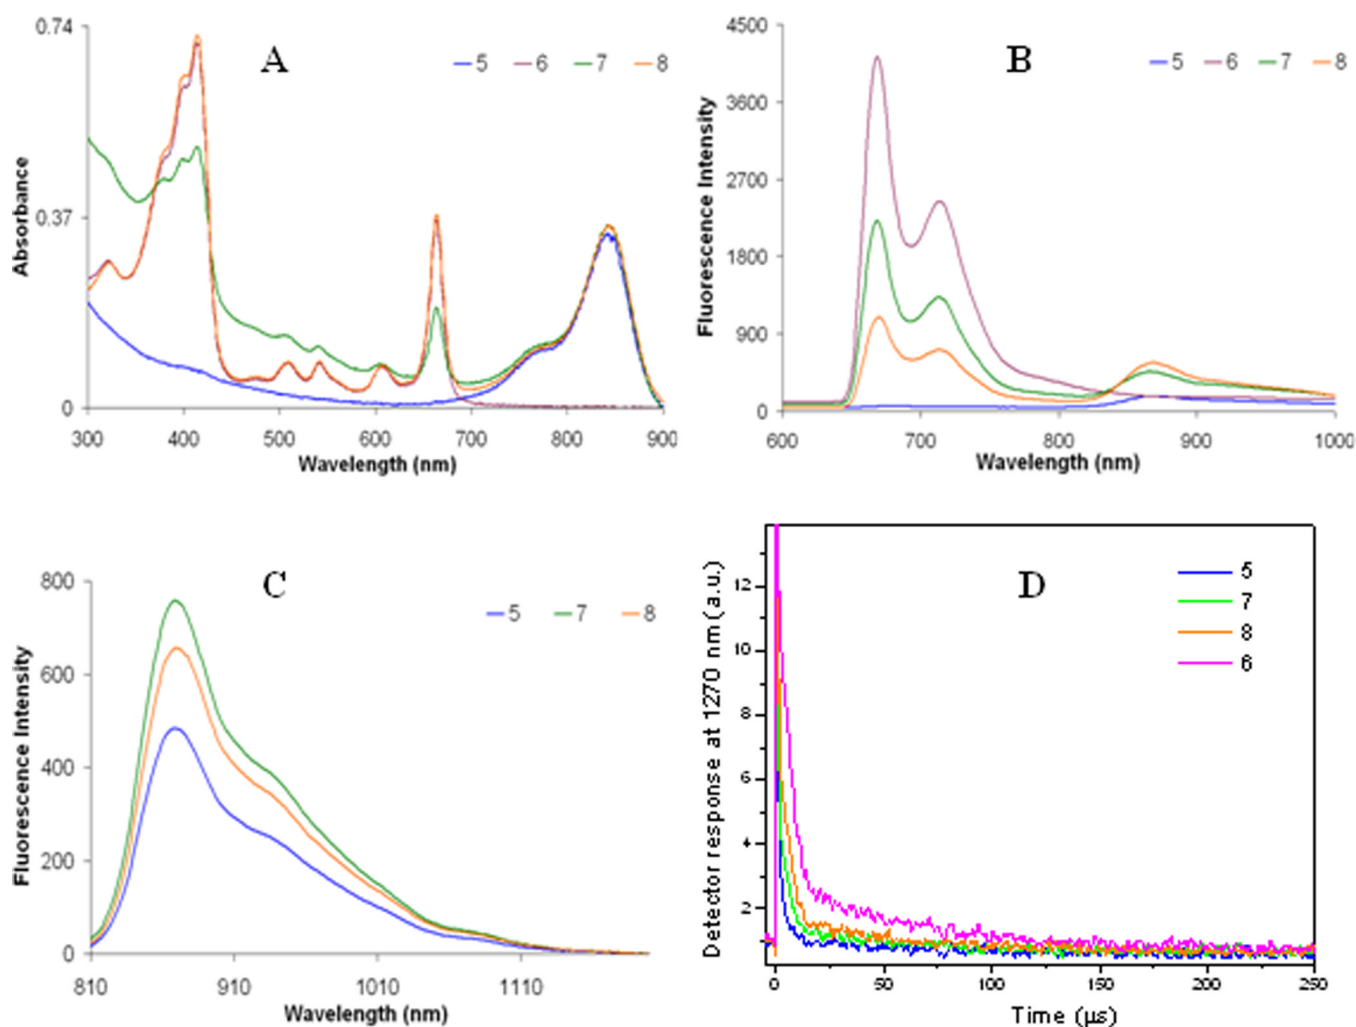 A
5 6 7 8
0.74
0.37
0
Absorbance
300 400 500 600 700 800 900
Wavelength (nm)
B
5 6 7 8
4500
3600
2700
1800
900
0
Fluorescence Intensity
600 700 800 900 1000
Wavelength (nm)
C
5 7 8
800
600
400
200
0
Fluorescence Intensity
810 910 1010 1110
Wavelength (nm)
D
5
7
8
6
12
10
8
6
4
2
Detector response at 1270 nm (a.u.)
0 50 100 150 200 250
Time (µs)